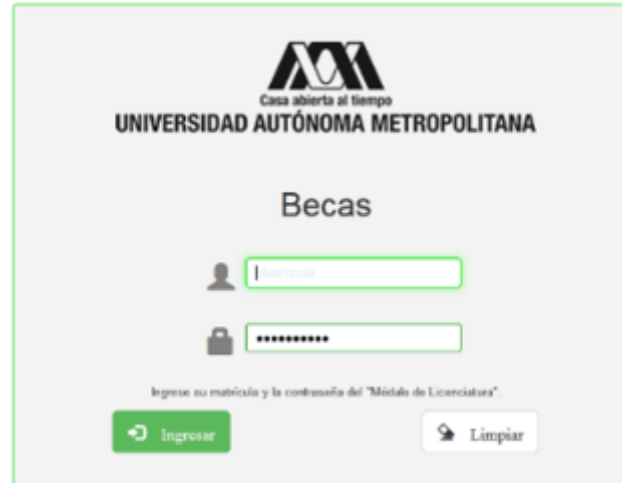 Casa abierta al tiempo
UNIVERSIDAD AUTÓNOMA METROPOLITANA
Becas
Matrícula
••••••••••
Ingrese su matrícula y la contraseña del "Módulo de Licenciatura".
Ingresar
Limpiar